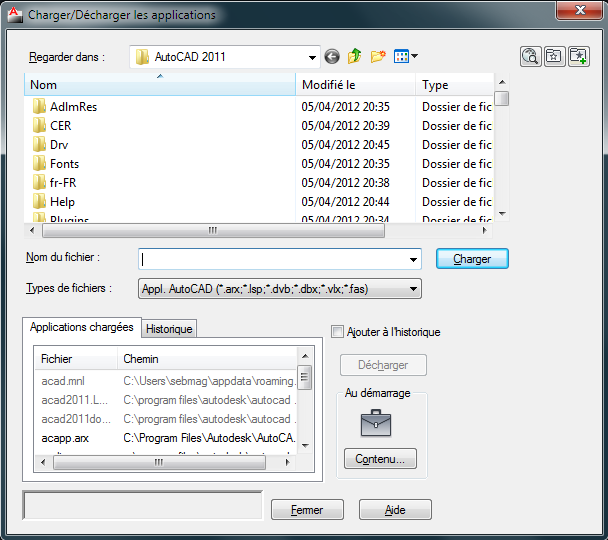 Charger/Décharger les applications
Regarder dans : AutoCAD 2011
Nom Modifié le Type
AdImRes 05/04/2012 20:35 Dossier de fic
CER 05/04/2012 20:39 Dossier de fic
Drv 05/04/2012 20:45 Dossier de fic
Fonts 05/04/2012 20:35 Dossier de fic
fr-FR 05/04/2012 20:38 Dossier de fic
Help 05/04/2012 20:44 Dossier de fic
Plugins 05/04/2012 20:34 Dossier de fic
Nom du fichier : Charger
Types de fichiers : Appl. AutoCAD (*.arx;*.lsp;*.dvb;*.dbx;*.vlx;*.fas)
Applications chargées Historique Ajouter à l'historique
Fichier Chemin Décharger
acad.mnl C:\Users\sebmag\appdata\roaming
acad2011.L... C:\program files\autodesk\autocad ...
acad2011do... C:\program files\autodesk\autocad ...
acapp.arx C:\Program Files\Autodesk\AutoCA...
Au démarrage
Contenu...
Fermer Aide